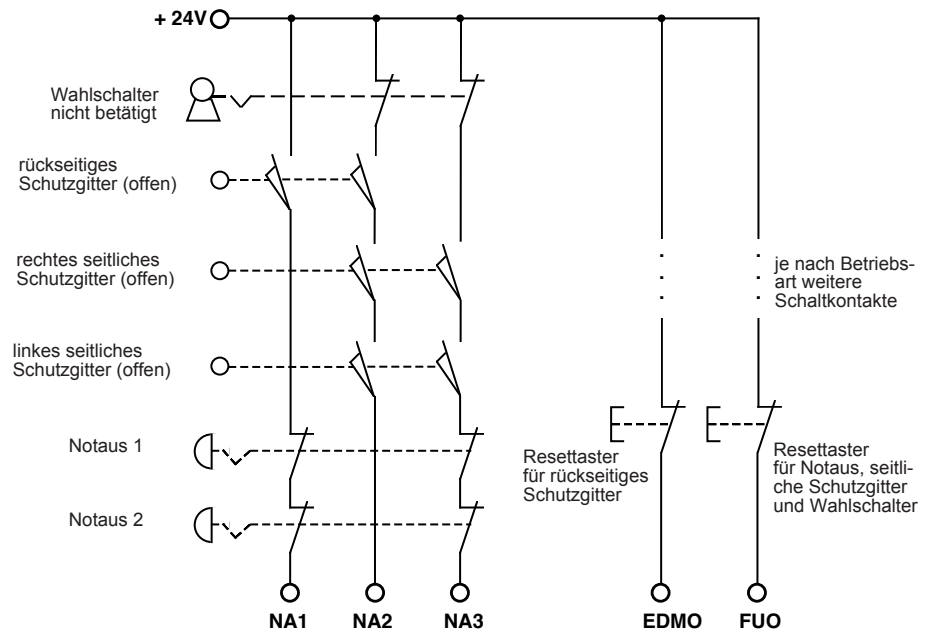 + 24V
Wahlschalter
nicht betätigt
rückseitiges
Schutzgitter (offen)
rechtes seitliches
Schutzgitter (offen)
je nach Betriebs-
art weitere
Schaltkontakte
linkes seitliches
Schutzgitter (offen)
Notaus 1
Resettaster
für rückseitiges
Schutzgitter
Resettaster
für Notaus, seitli-
che Schutzgitter
und Wahlschalter
Notaus 2
NA1
NA2
NA3
EDMO
FUO